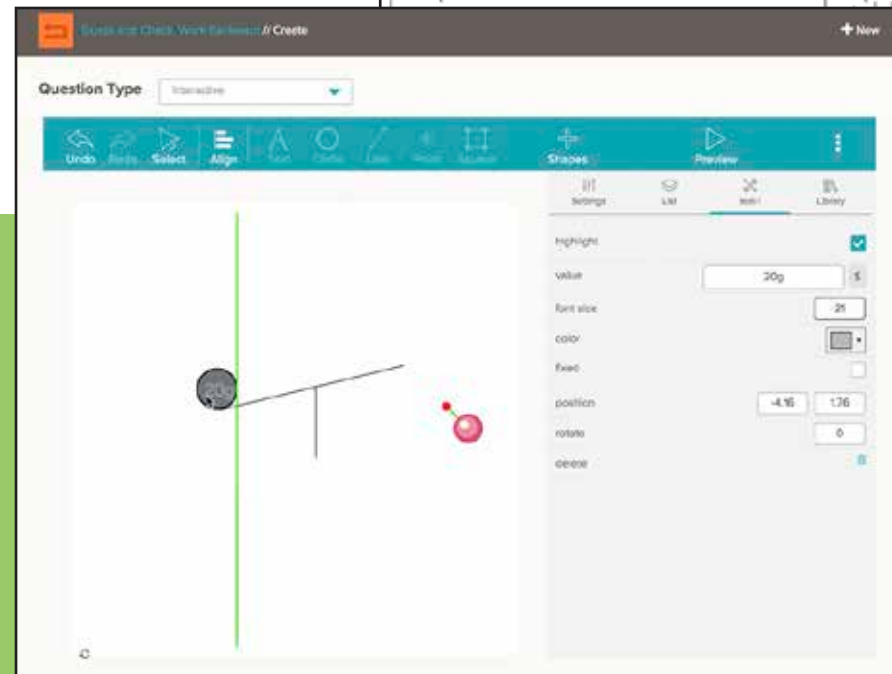 Guess and Check, Work Backward // Create
New
Question Type
Interactive
Undo Redo Select Align Text Circle Line Point Shapes Preview
Settings List text-1 Library
highlight
value 20g $
font size 21
color
fixed
position -4.16 1.76
rotate 0
delete
20g